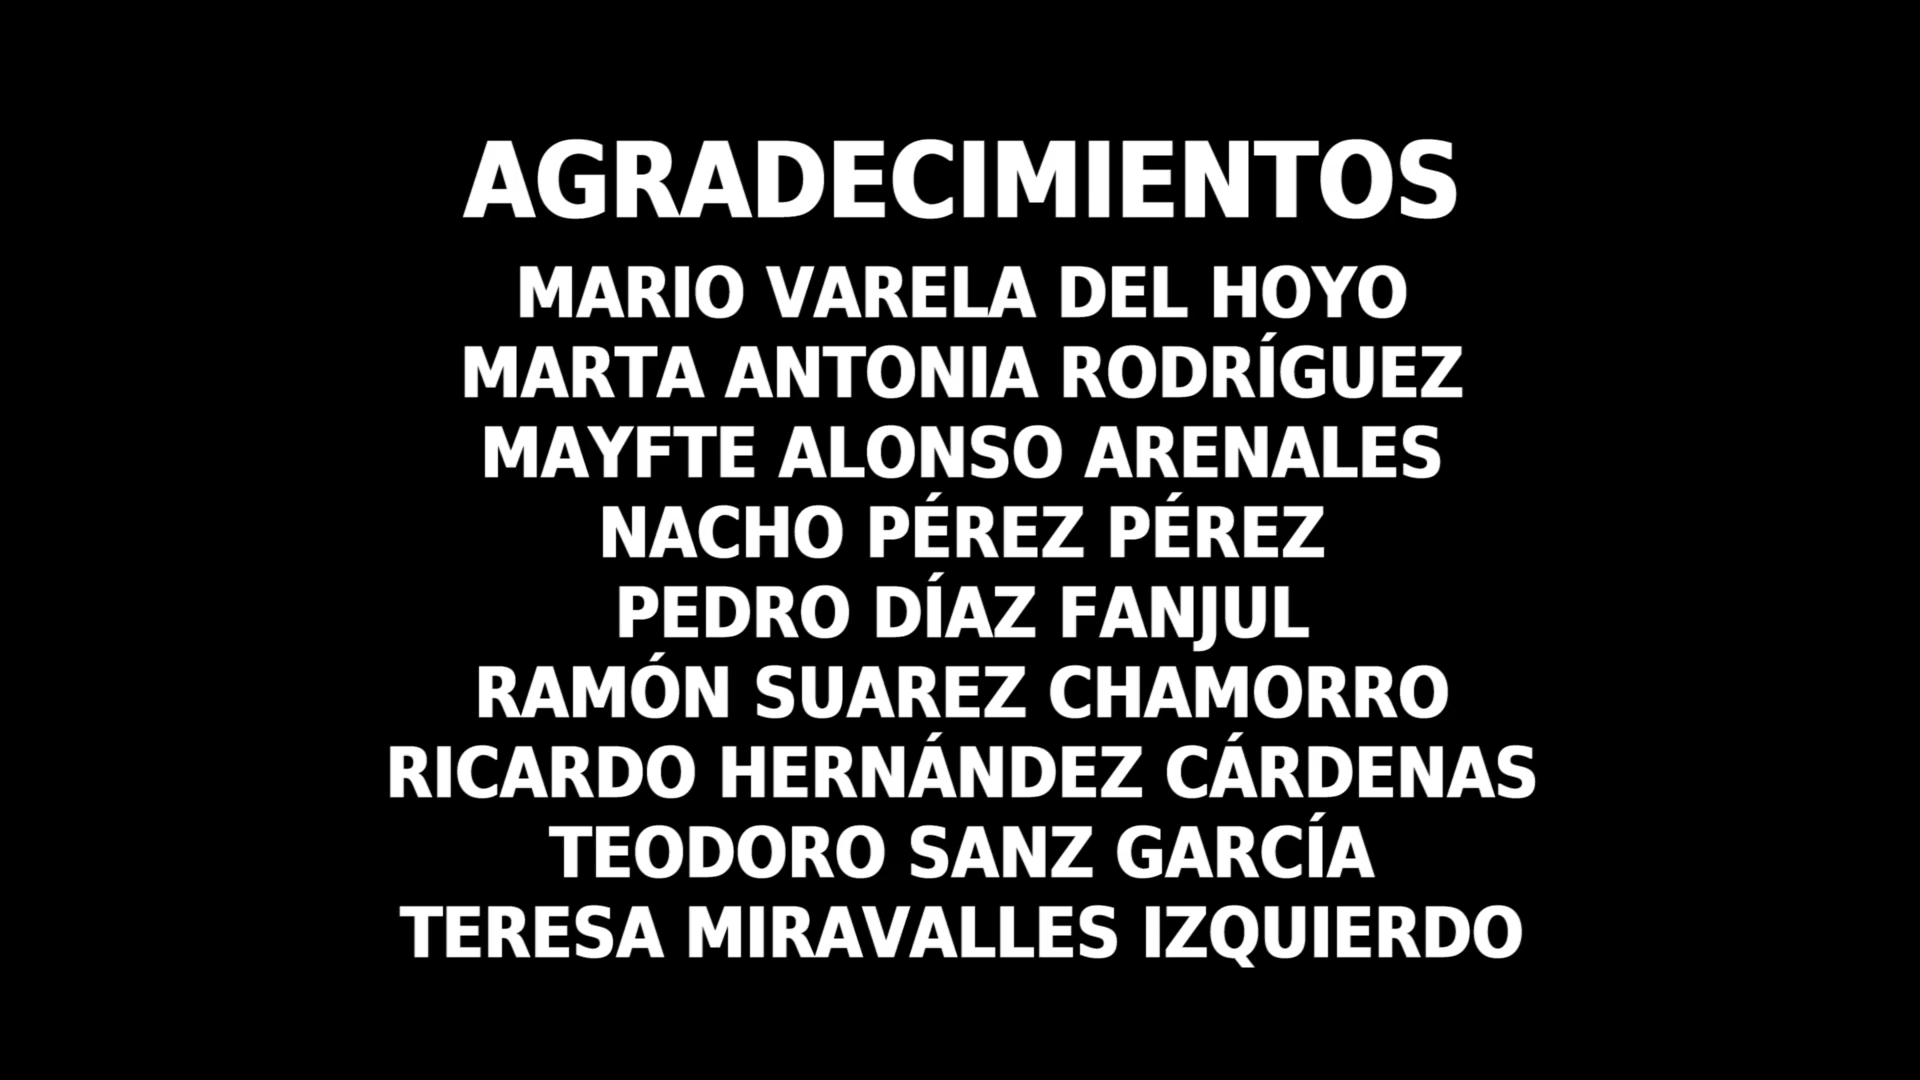 AGRADECIMIENTOS
MARIO VARELA DEL HOYO
MARTA ANTONIA RODRÍGUEZ
MAYFTE ALONSO ARENALES
NACHO PÉREZ PÉREZ
PEDRO DÍAZ FANJUL
RAMÓN SUAREZ CHAMORRO
RICARDO HERNÁNDEZ CÁRDENAS
TEODORO SANZ GARCÍA
TERESA MIRAVALLES IZQUIERDO